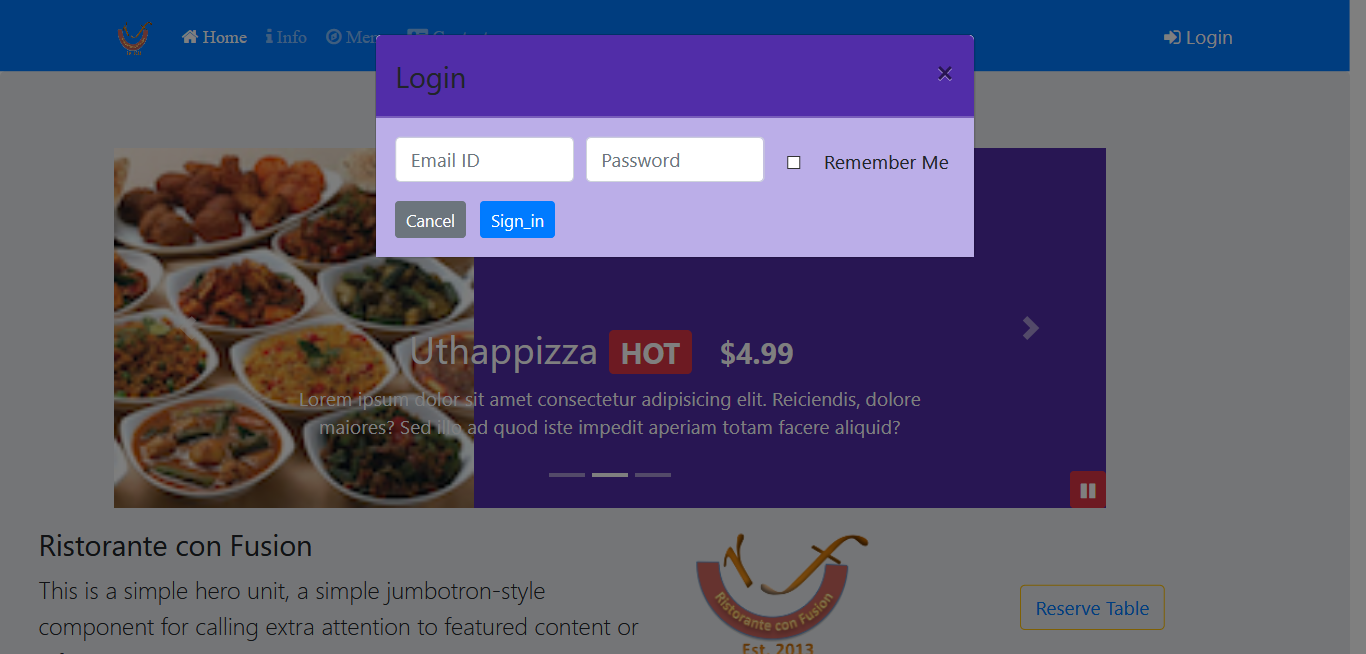 Home Info Login
Login ×
Email ID Password Remember Me
Cancel Sign_in
Uthappizza HOT $4.99
Lorem ipsum dolor sit amet consectetur adipisicing elit. Reiciendis, dolore
maiores? Sed illo ad quod iste impedit aperiam totam facere aliquid?
Ristorante con Fusion
This is a simple hero unit, a simple jumbotron-style
component for calling extra attention to featured content or
Ristorante con Fusion
Est. 2013
Reserve Table